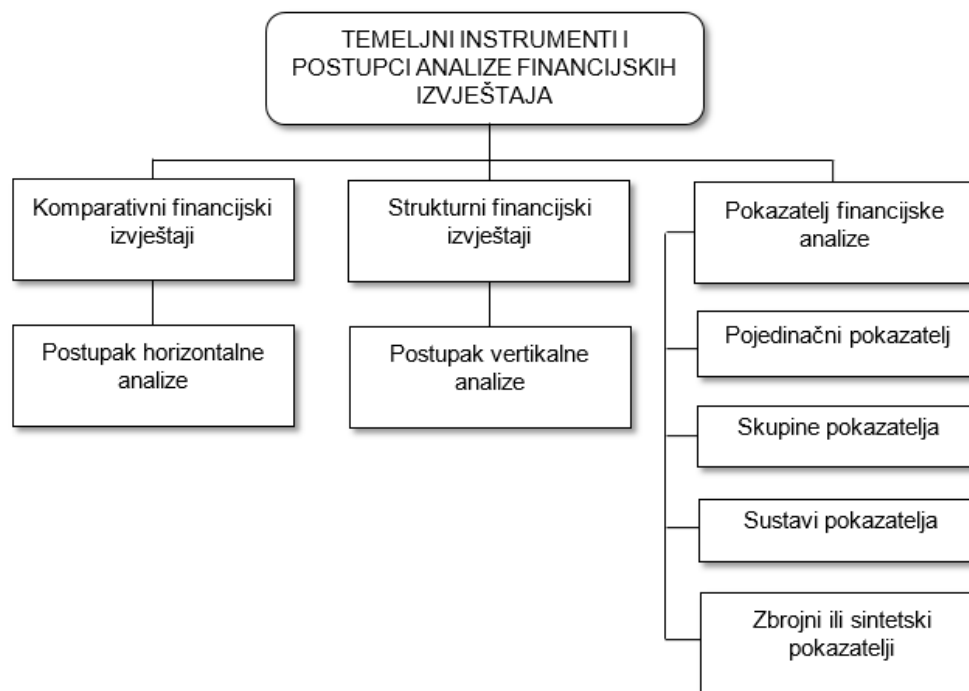 TEMELJNI INSTRUMENTI I
POSTUPCI ANALIZE FINANCIJSKIH
IZVJEŠTAJA
Komparativni financijski
izvještaji
Postupak horizontalne
analize
Strukturni financijski
izvještaji
Postupak vertikalne
analize
Pokazatelj financijske
analize
Pojedinačni pokazatelj
Skupine pokazatelja
Sustavi pokazatelja
Zbrojni ili sintetski
pokazatelji